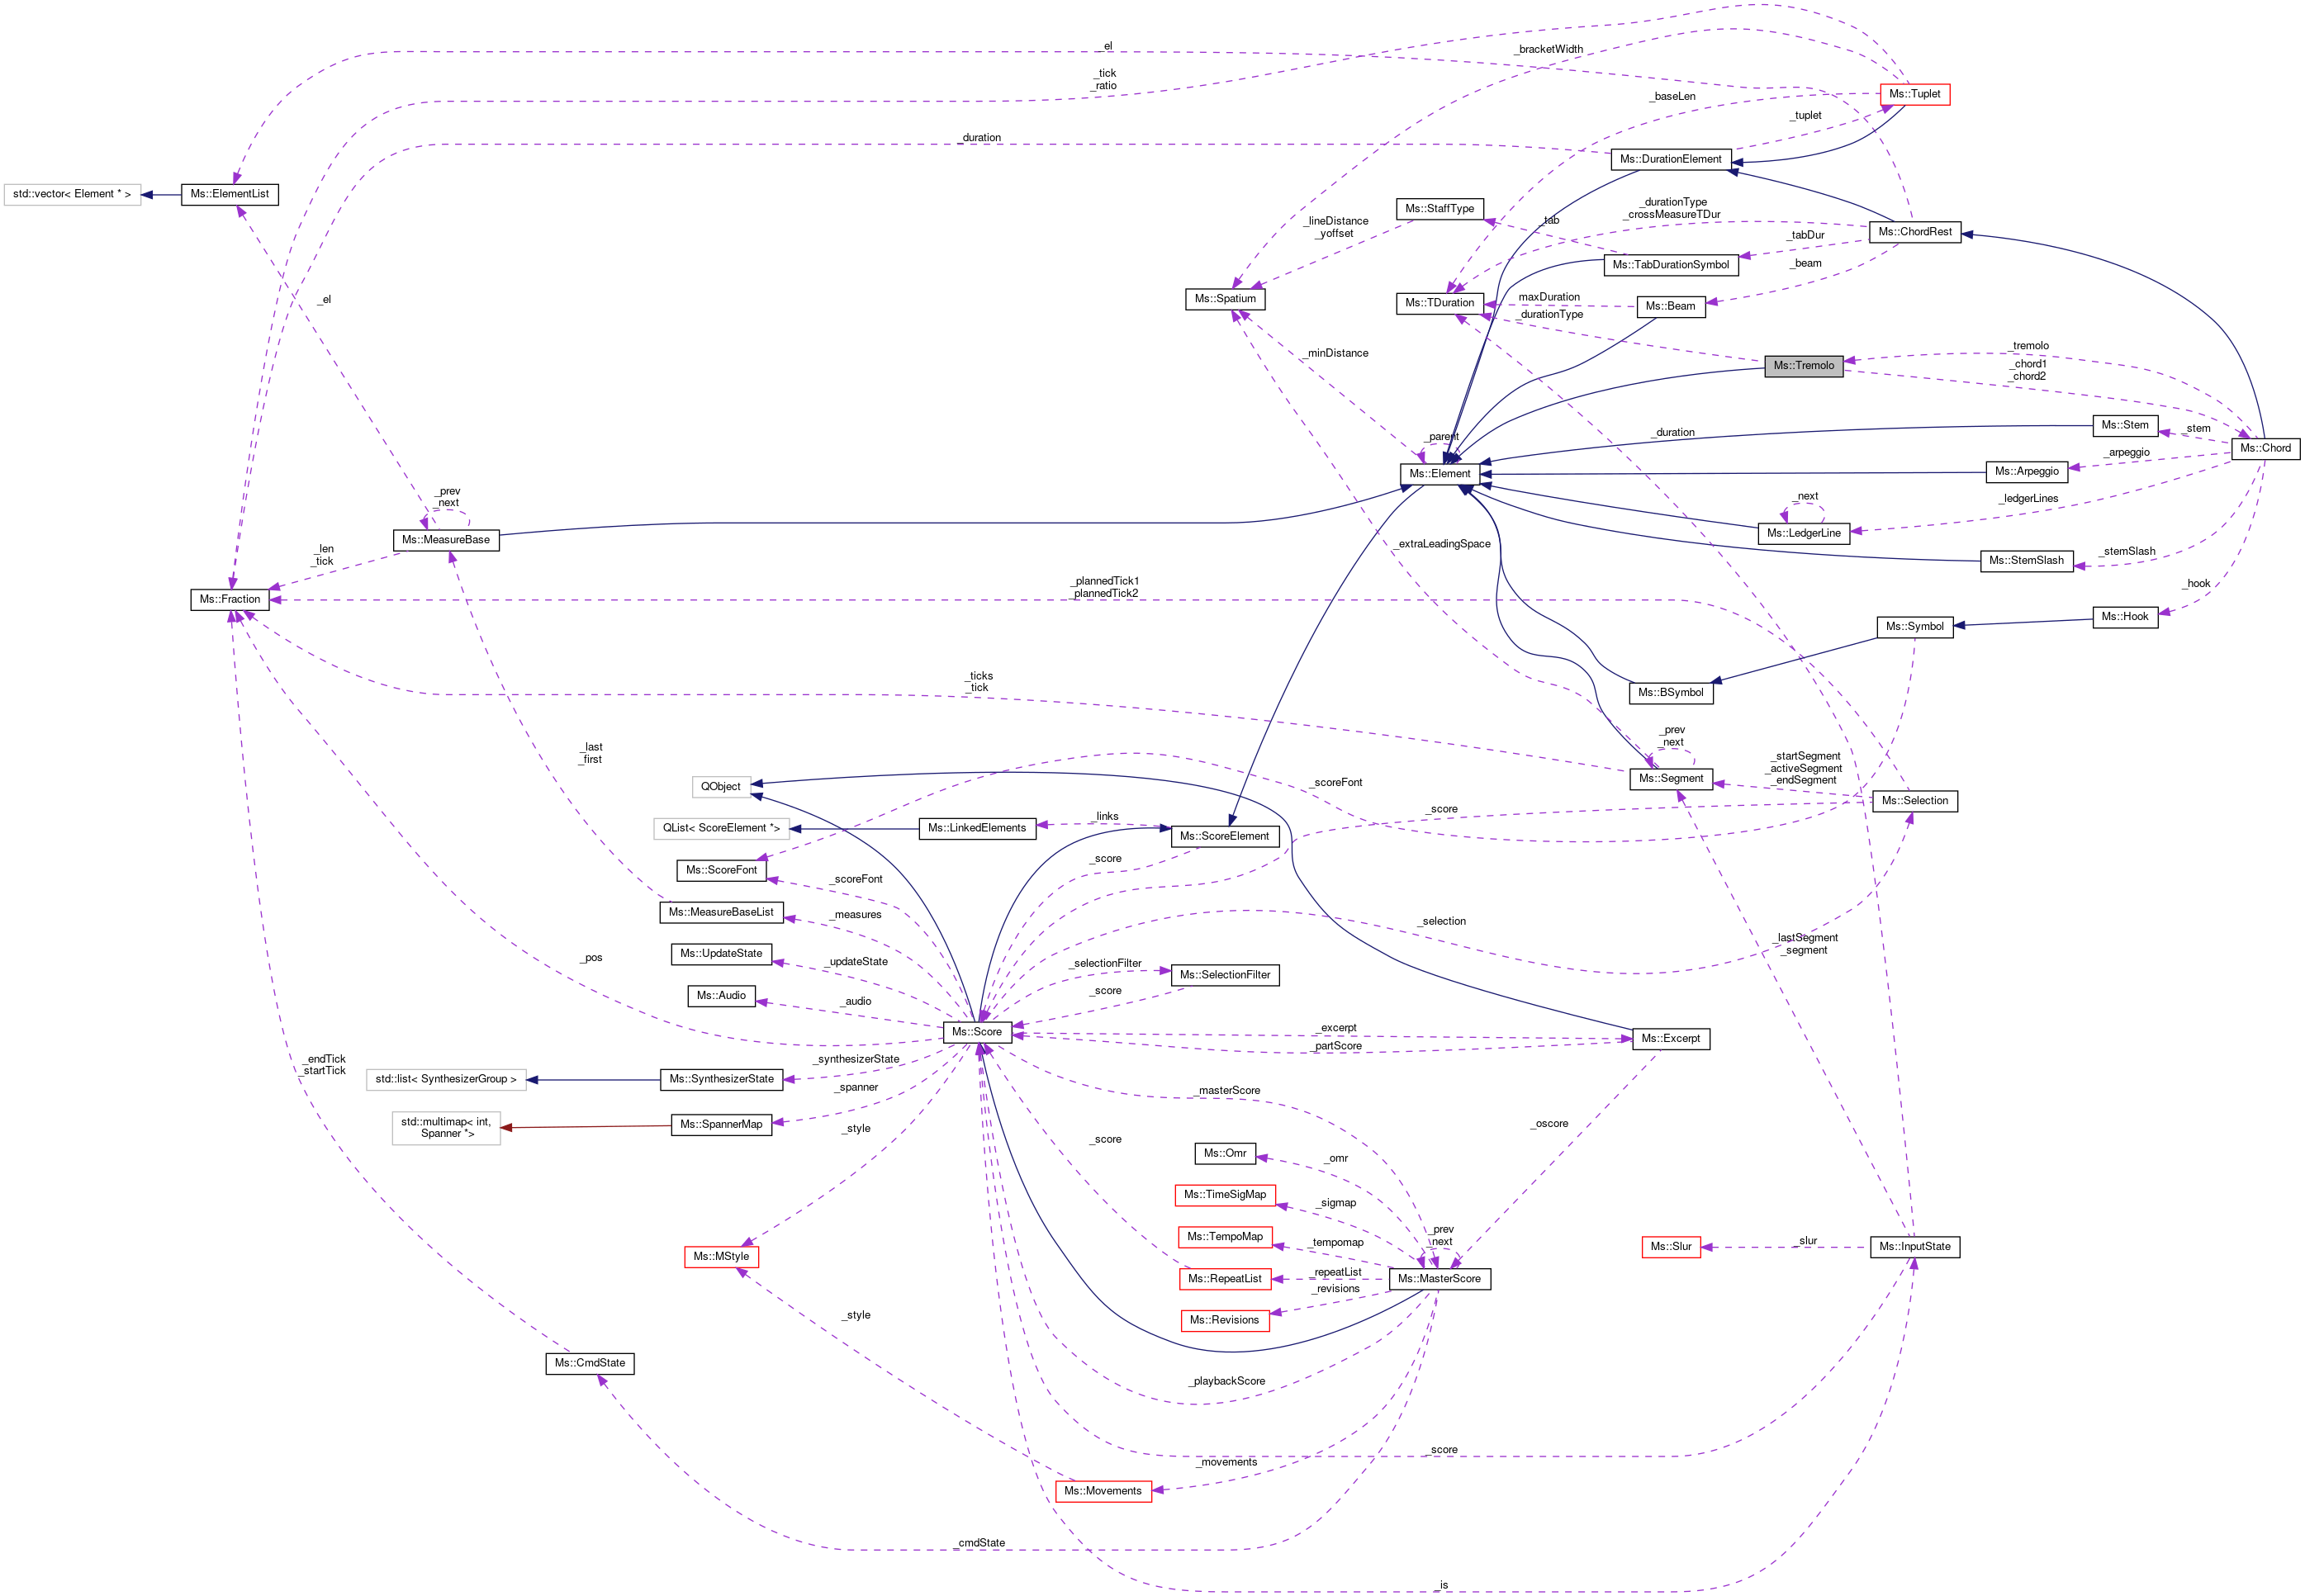 _el
_bracketWidth
_tick
_ratio
Ms::Tuplet
_baseLen
_tuplet
_duration
Ms::DurationElement
std::vector< Element * >
Ms::ElementList
Ms::StaffType
_durationType
_crossMeasureTDur
_lineDistance
_yoffset
_tab
Ms::ChordRest
_tabDur
Ms::TabDurationSymbol
_beam
_el
Ms::Spatium
Ms::TDuration
maxDuration
Ms::Beam
_durationType
_minDistance
_tremolo
Ms::Tremolo
_chord1
_chord2
Ms::Stem
_stem
_duration
_parent
Ms::Chord
_arpeggio
Ms::Element
Ms::Arpeggio
_prev
_next
_next
_ledgerLines
Ms::MeasureBase
Ms::LedgerLine
_len
_tick
_extraLeadingSpace
_stemSlash
Ms::StemSlash
_plannedTick1
_plannedTick2
_hook
Ms::Fraction
Ms::Hook
Ms::Symbol
_ticks
_tick
Ms::BSymbol
_last
_first
_prev
_next
_startSegment
_activeSegment
_endSegment
QObject
_scoreFont
Ms::Segment
_score
Ms::Selection
_links
QList< ScoreElement *>
Ms::LinkedElements
Ms::ScoreElement
_score
Ms::ScoreFont
_scoreFont
Ms::MeasureBaseList
_measures
_selection
_lastSegment
_segment
Ms::UpdateState
_updateState
_pos
_selectionFilter
Ms::SelectionFilter
Ms::Audio
_audio
_score
Ms::Score
_excerpt
Ms::Excerpt
_partScore
_endTick
_startTick
_synthesizerState
std::list< SynthesizerGroup >
Ms::SynthesizerState
_spanner
_masterScore
std::multimap< int,
Spanner *>
Ms::SpannerMap
_style
_score
_oscore
Ms::Omr
_omr
Ms::TimeSigMap
_sigmap
Ms::TempoMap
_tempomap
_prev
_next
Ms::MStyle
Ms::Slur
_slur
Ms::InputState
Ms::RepeatList
_repeatList
Ms::MasterScore
_revisions
Ms::Revisions
_style
Ms::CmdState
_playbackScore
_score
_movements
Ms::Movements
_cmdState
_is